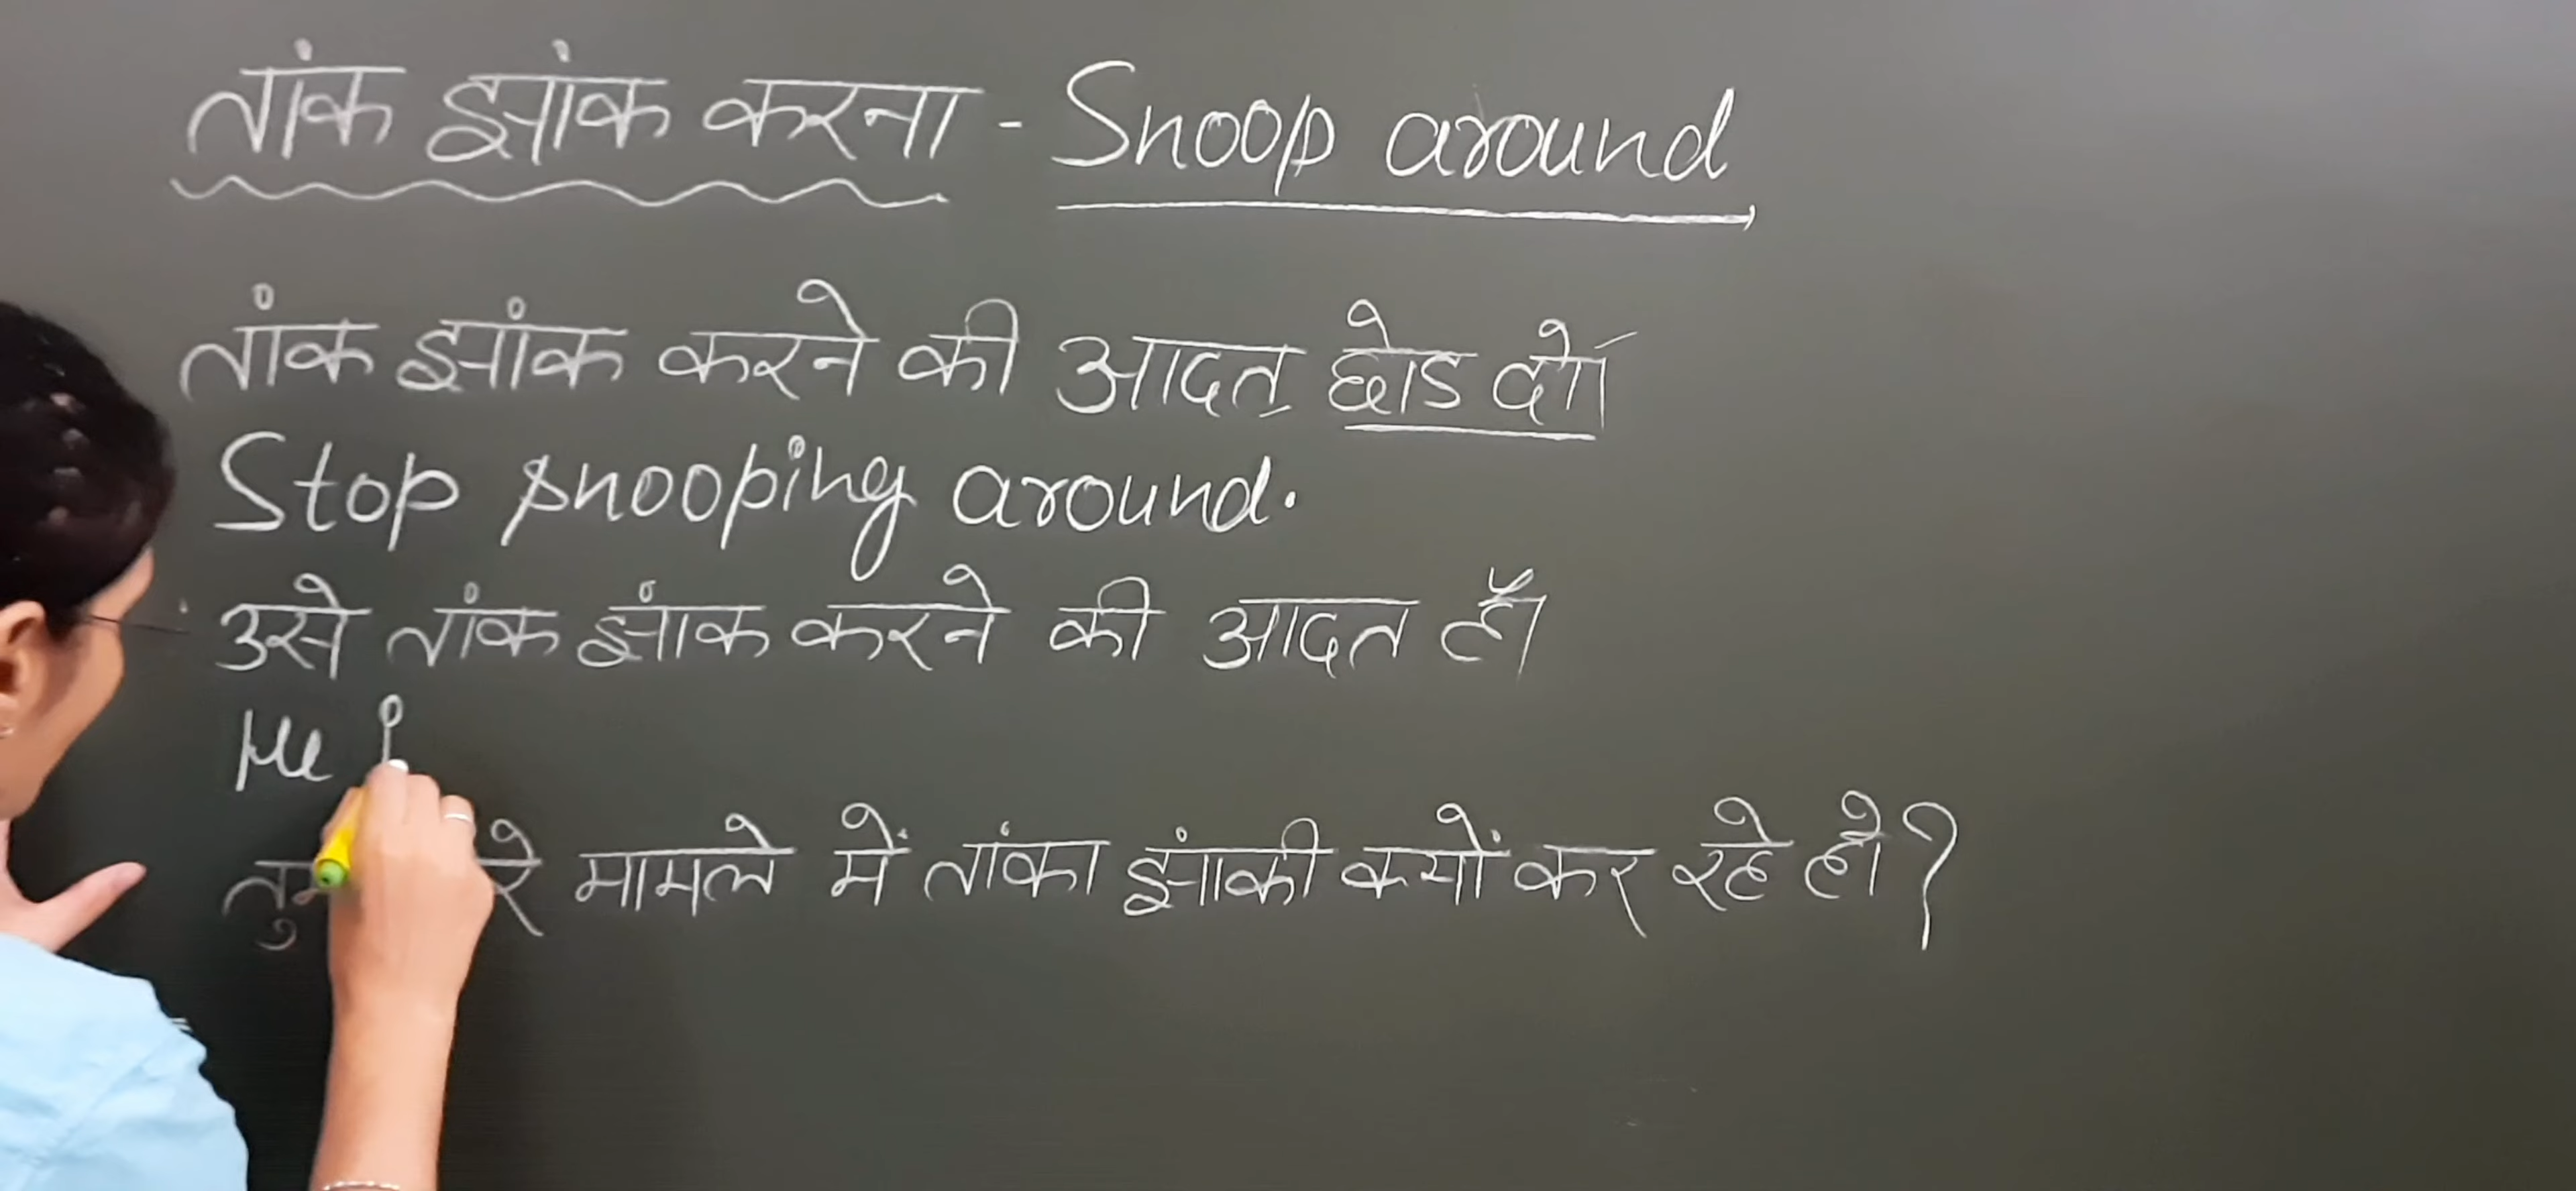 तांक झांक करना - Snoop around
तांक झांक करने की आदत छोड दो।
Stop snooping around.
उसे तांक झांक करने की आदत है।
He i
मामले में तांका झांकी क्यों कर रहे हो?